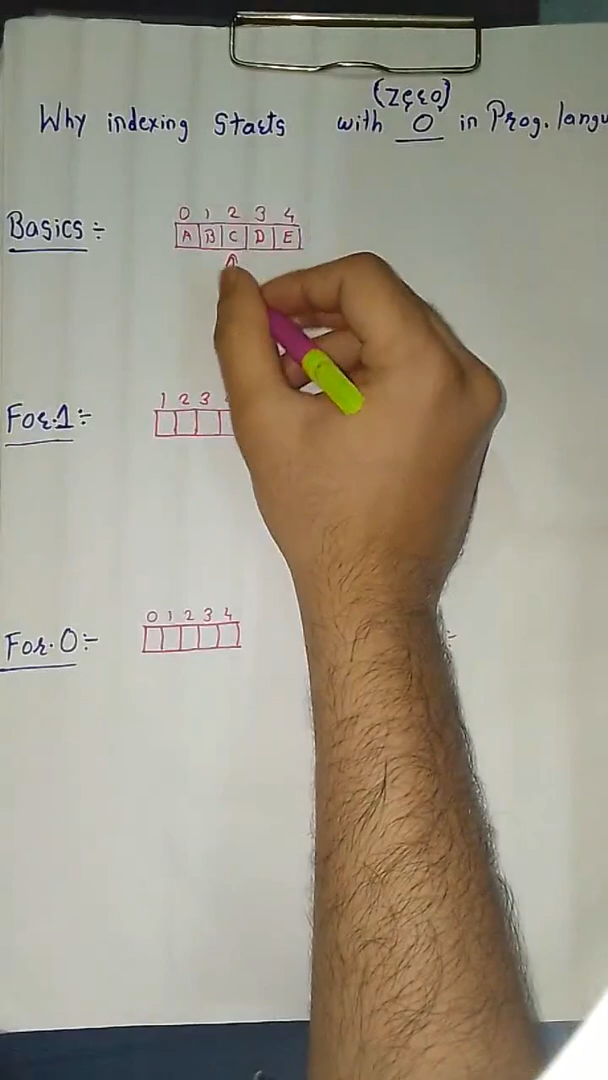 (Zero)
Why indexing Starts with 0 in Prog. langu
Basics :-
0 1 2 3 4
A B C D E
For.1 :-
1 2 3
For.0 :-
0 1 2 3 4